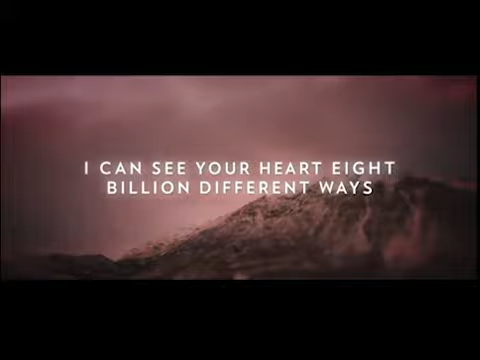 I CAN SEE YOUR HEART EIGHT
BILLION DIFFERENT WAYS